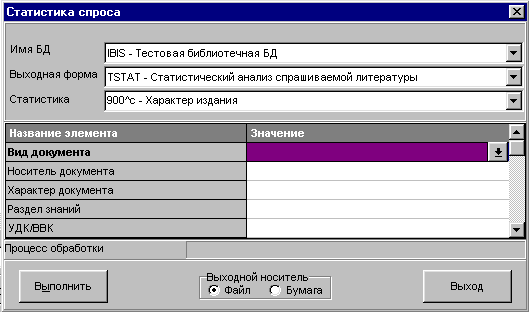 Статистика спроса
Имя БД
IBIS - Тестовая библиотечная БД
Выходная форма
TSTAT - Статистический анализ спрашиваемой литературы
Статистика
900^c - Характер издания
Название элемента Значение
Вид документа
Носитель документа
Характер документа
Раздел знаний
УДК/ВВК
Процесс обработки
Выполнить
Выходной носитель
Файл Бумага
Выход